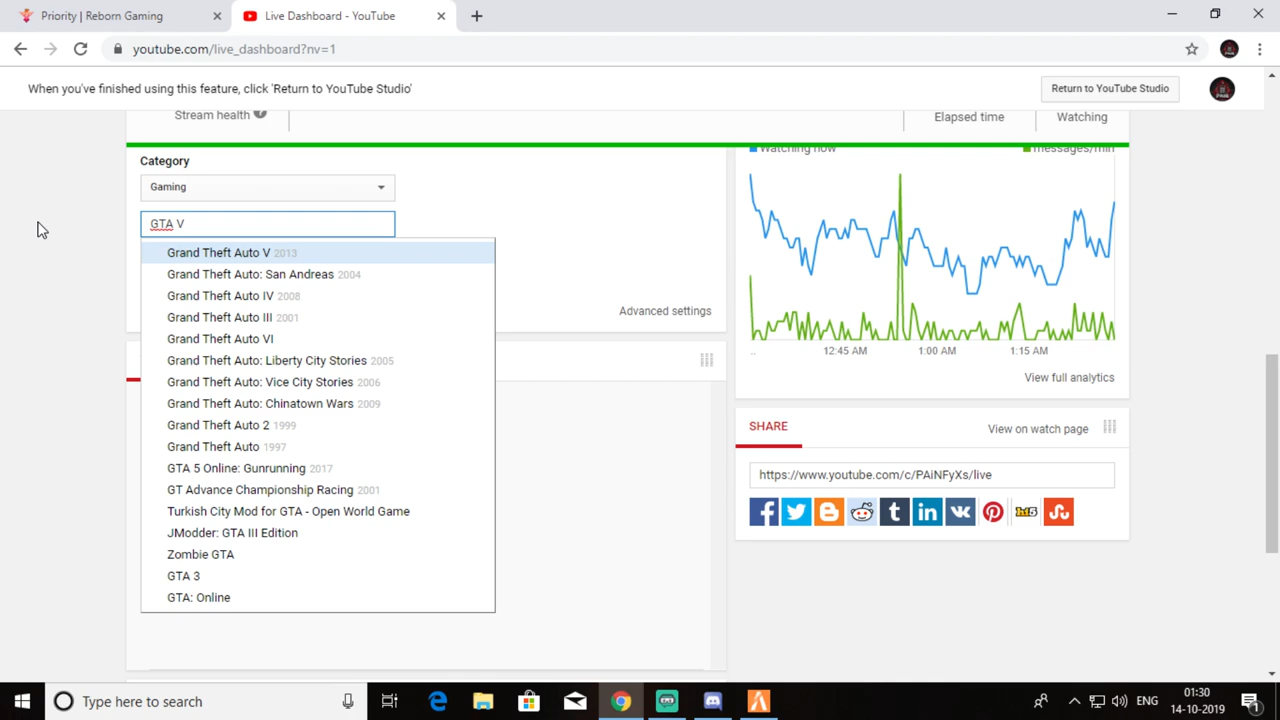 Priority | Reborn Gaming
Live Dashboard - YouTube
youtube.com/live_dashboard?nv=1
When you've finished using this feature, click 'Return to YouTube Studio'
Return to YouTube Studio
Stream health
Elapsed time
Watching
Category
Watching now
messages/min
Gaming
GTA V
Grand Theft Auto V 2013
Grand Theft Auto: San Andreas 2004
Grand Theft Auto IV 2008
Grand Theft Auto III 2001
Grand Theft Auto VI
Grand Theft Auto: Liberty City Stories 2005
Grand Theft Auto: Vice City Stories 2006
Grand Theft Auto: Chinatown Wars 2009
Grand Theft Auto 2 1999
Grand Theft Auto 1997
GTA 5 Online: Gunrunning 2017
GT Advance Championship Racing 2001
Turkish City Mod for GTA - Open World Game
JModder: GTA III Edition
Zombie GTA
GTA 3
GTA: Online
Advanced settings
.. 12:45 AM 1:00 AM 1:15 AM
View full analytics
SHARE
View on watch page
https://www.youtube.com/c/PAiNFyXs/live
Type here to search
ENG
01:30
14-10-2019
1